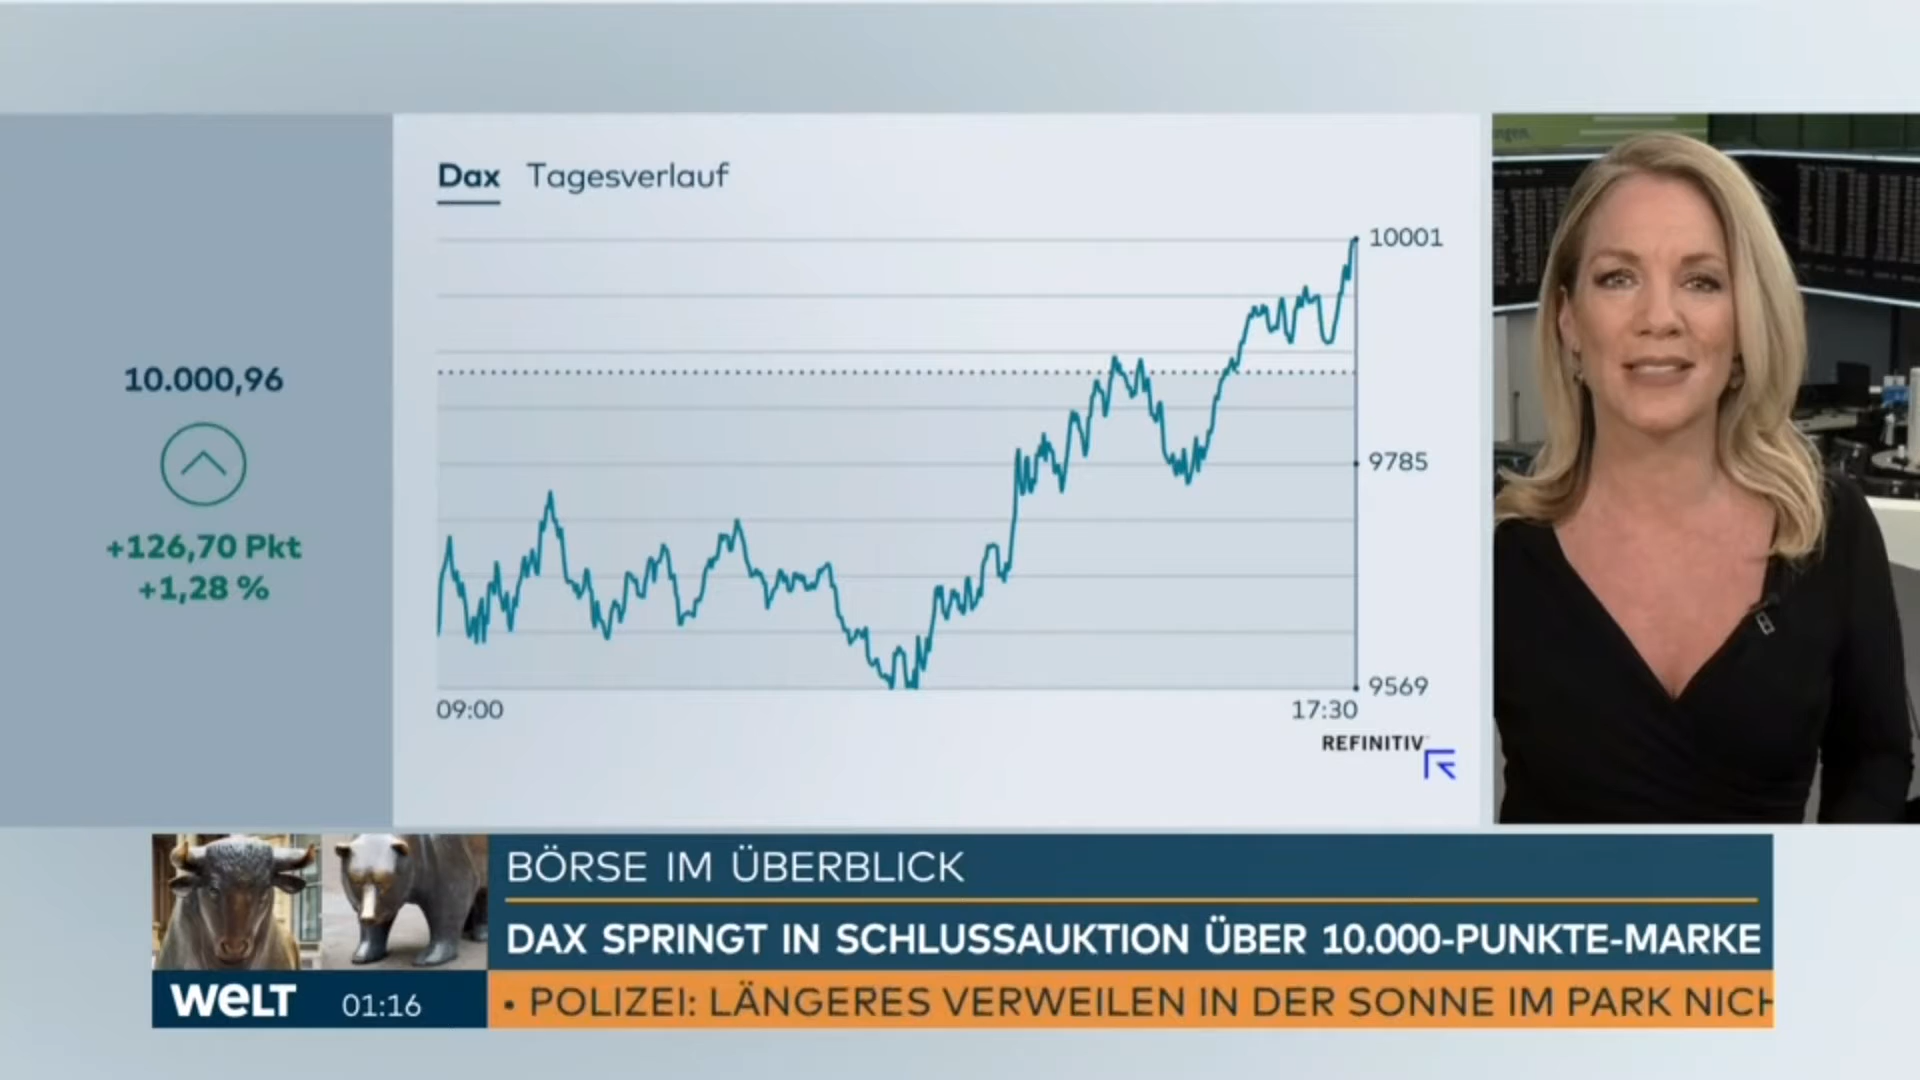 Dax Tagesverlauf
10.000,96
+126,70 Pkt
+1,28 %
10001
9785
9569
09:00
17:30
REFINITIV
BÖRSE IM ÜBERBLICK
DAX SPRINGT IN SCHLUSSAUKTION ÜBER 10.000-PUNKTE-MARKE
WELT 01:16
• POLIZEI: LÄNGERES VERWEILEN IN DER SONNE IM PARK